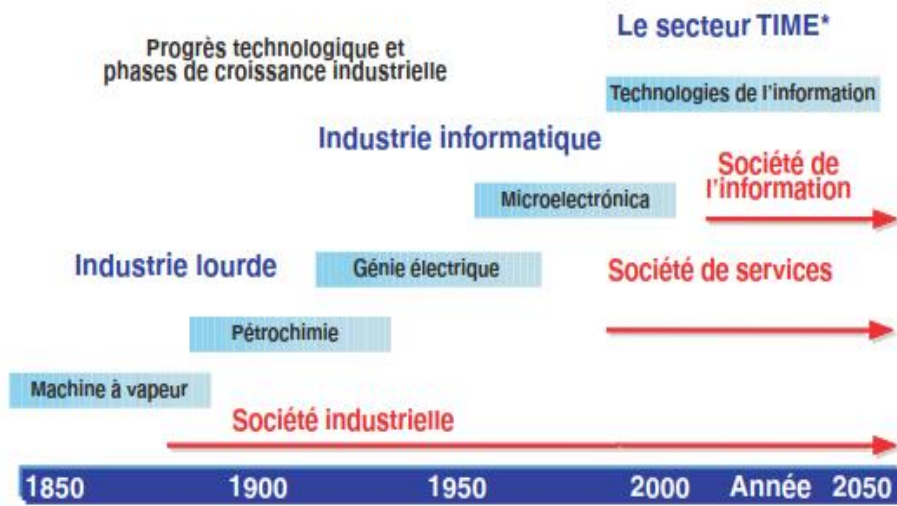 Le secteur TIME*
Progrès technologique et
phases de croissance industrielle
Technologies de l'information
Industrie informatique
Société de
l'information
Microelectrónica
Industrie lourde
Génie électrique
Société de services
Pétrochimie
Machine à vapeur
Société industrielle
1850 1900 1950 2000 Année 2050